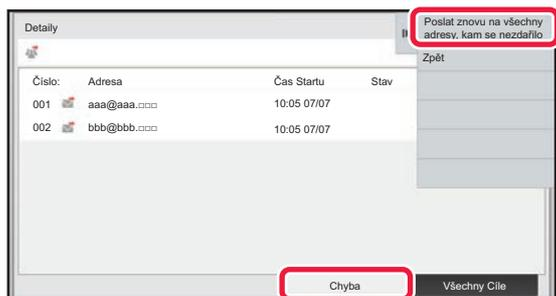 Detaily
Poslat znovu na všechny
adresy, kam se nezdařilo
Zpět
Číslo: Adresa Čas Startu Stav
001 aaa@aaa.□□□ 10:05 07/07
002 bbb@bbb.□□□ 10:05 07/07
Chyba Všechny Cíle